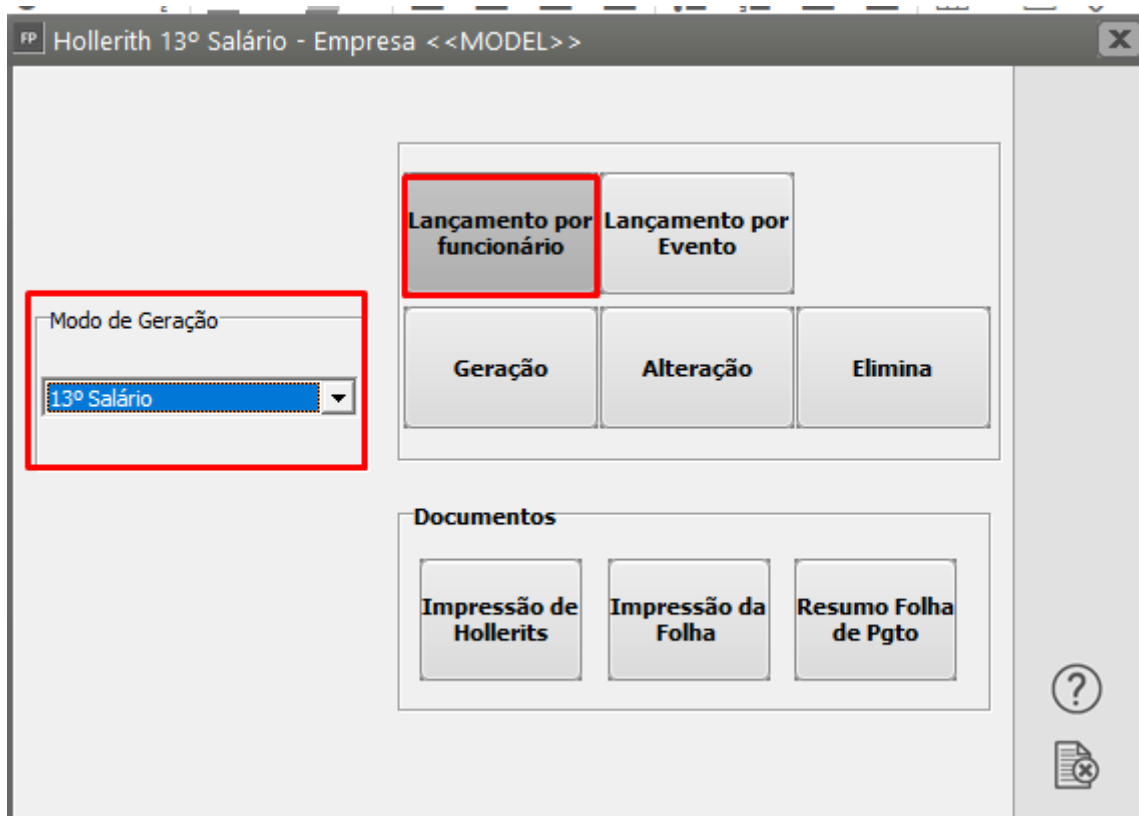 FP Hollerith 13º Salário - Empresa <<MODEL>>
Lançamento por
funcionário
Lançamento por
Evento
Modo de Geração
13º Salário
Geração
Alteração
Elimina
Documentos
Impressão de
Hollerits
Impressão da
Folha
Resumo Folha
de Pgto
?